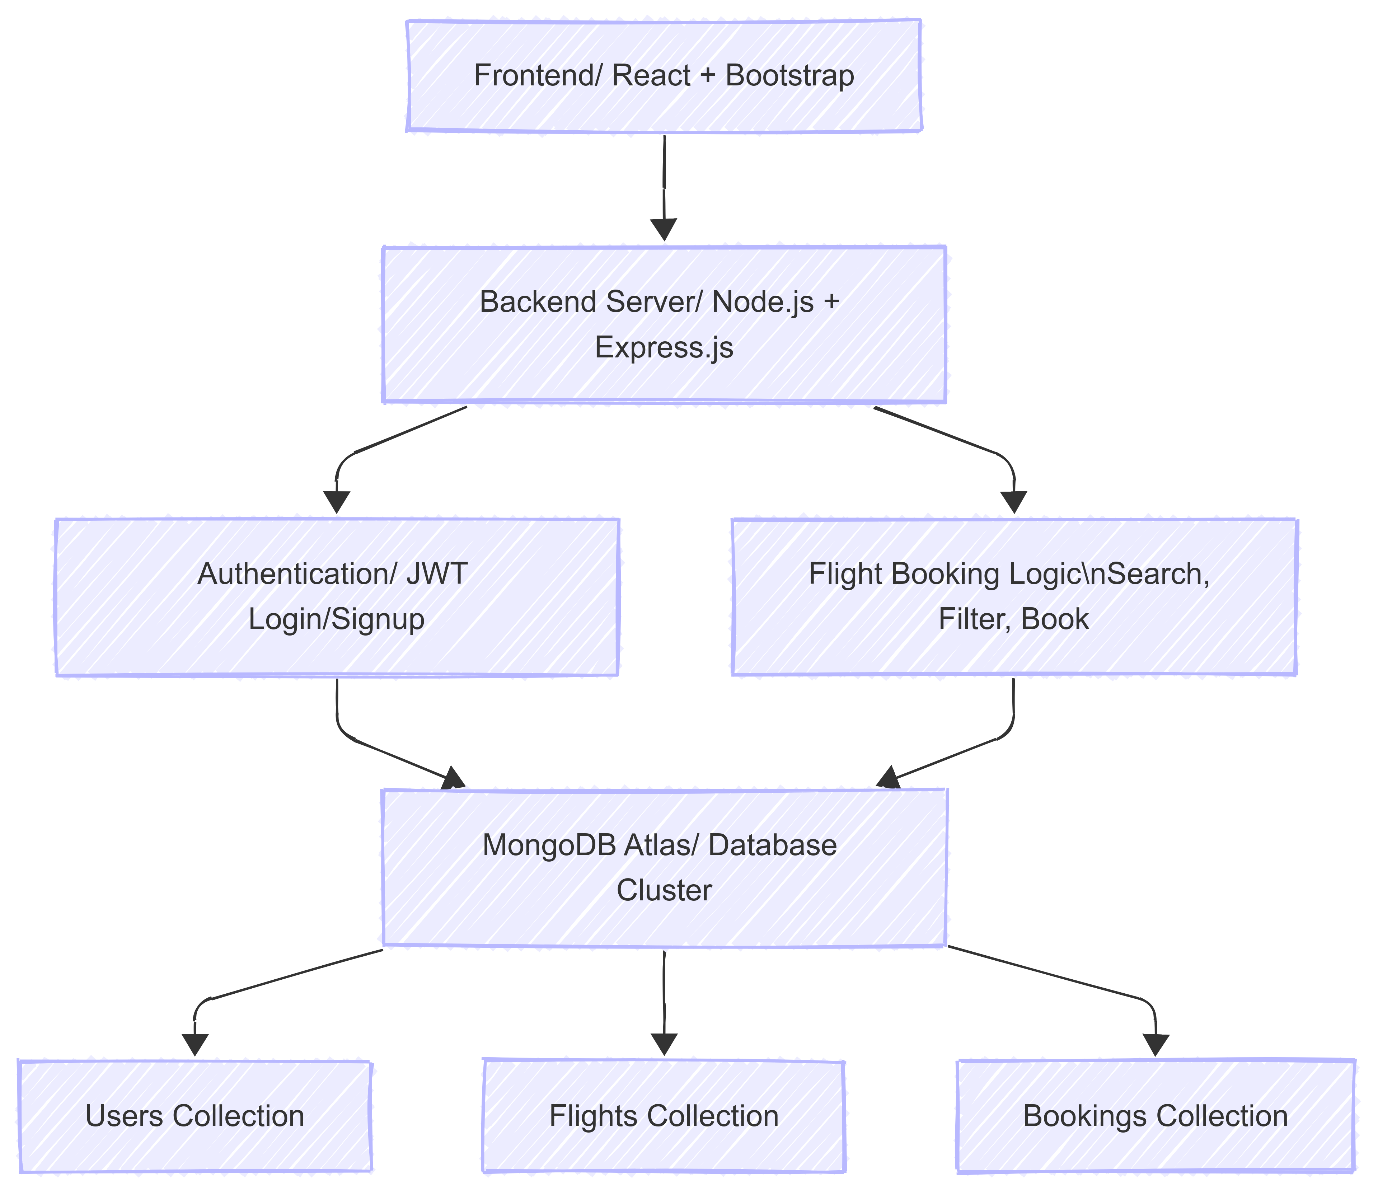 Frontend/ React + Bootstrap
Backend Server/ Node.js +
Express.js
Authentication/ JWT
Login/Signup
Flight Booking Logic\nSearch,
Filter, Book
MongoDB Atlas/ Database
Cluster
Users Collection
Flights Collection
Bookings Collection